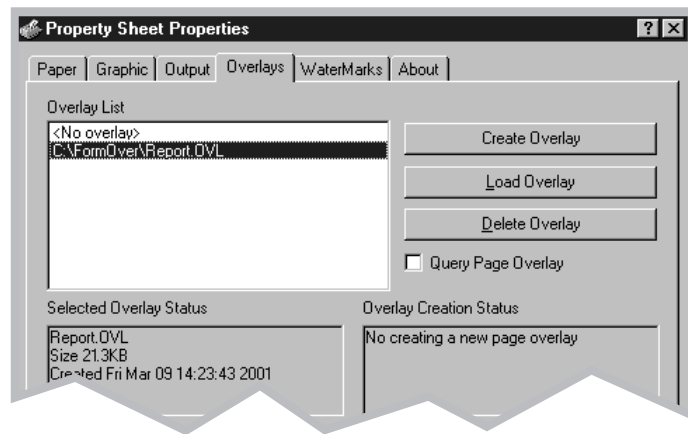 Property Sheet Properties
Paper Graphic Output Overlays WaterMarks About
Overlay List
<No overlay>
C:\FormOver\Report.OVL
Create Overlay
Load Overlay
Delete Overlay
Query Page Overlay
Selected Overlay Status
Report.OVL
Size 21.3KB
Created Fri Mar 09 14:23:43 2001
Overlay Creation Status
No creating a new page overlay